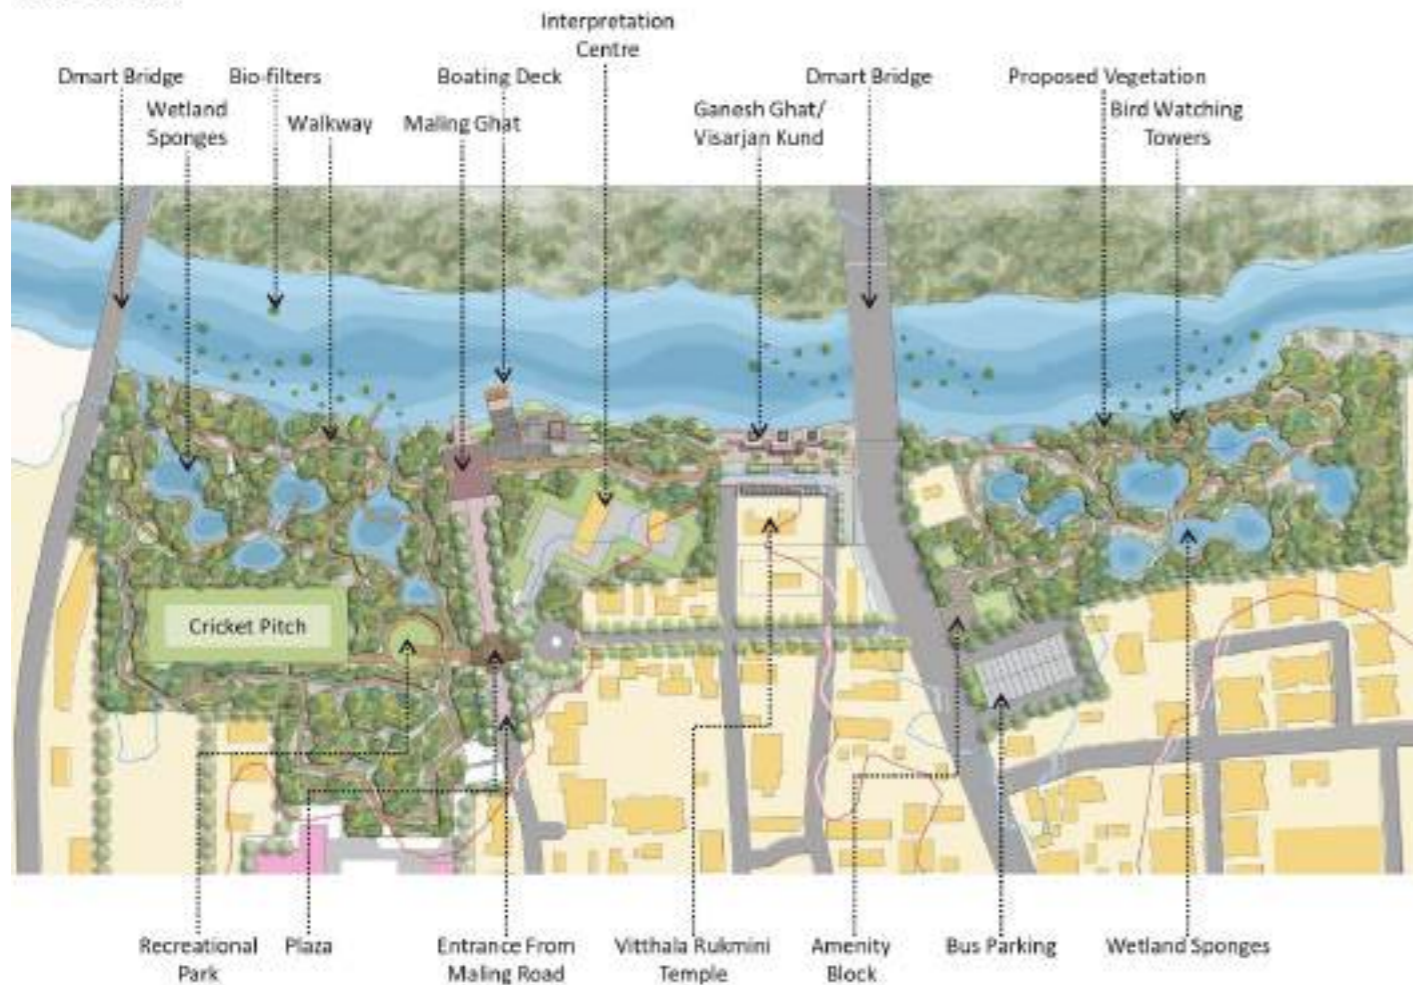 Interpretation
Centre
Dmart Bridge
Bio-filters
Boating Deck
Dmart Bridge
Proposed Vegetation
Wetland
Sponges
Walkway
Maling Ghat
Ganesh Ghat/
Visarjan Kund
Bird Watching
Towers
Cricket Pitch
Recreational
Park
Plaza
Entrance From
Maling Road
Vitthala Rukmini
Temple
Amenity
Block
Bus Parking
Wetland Sponges